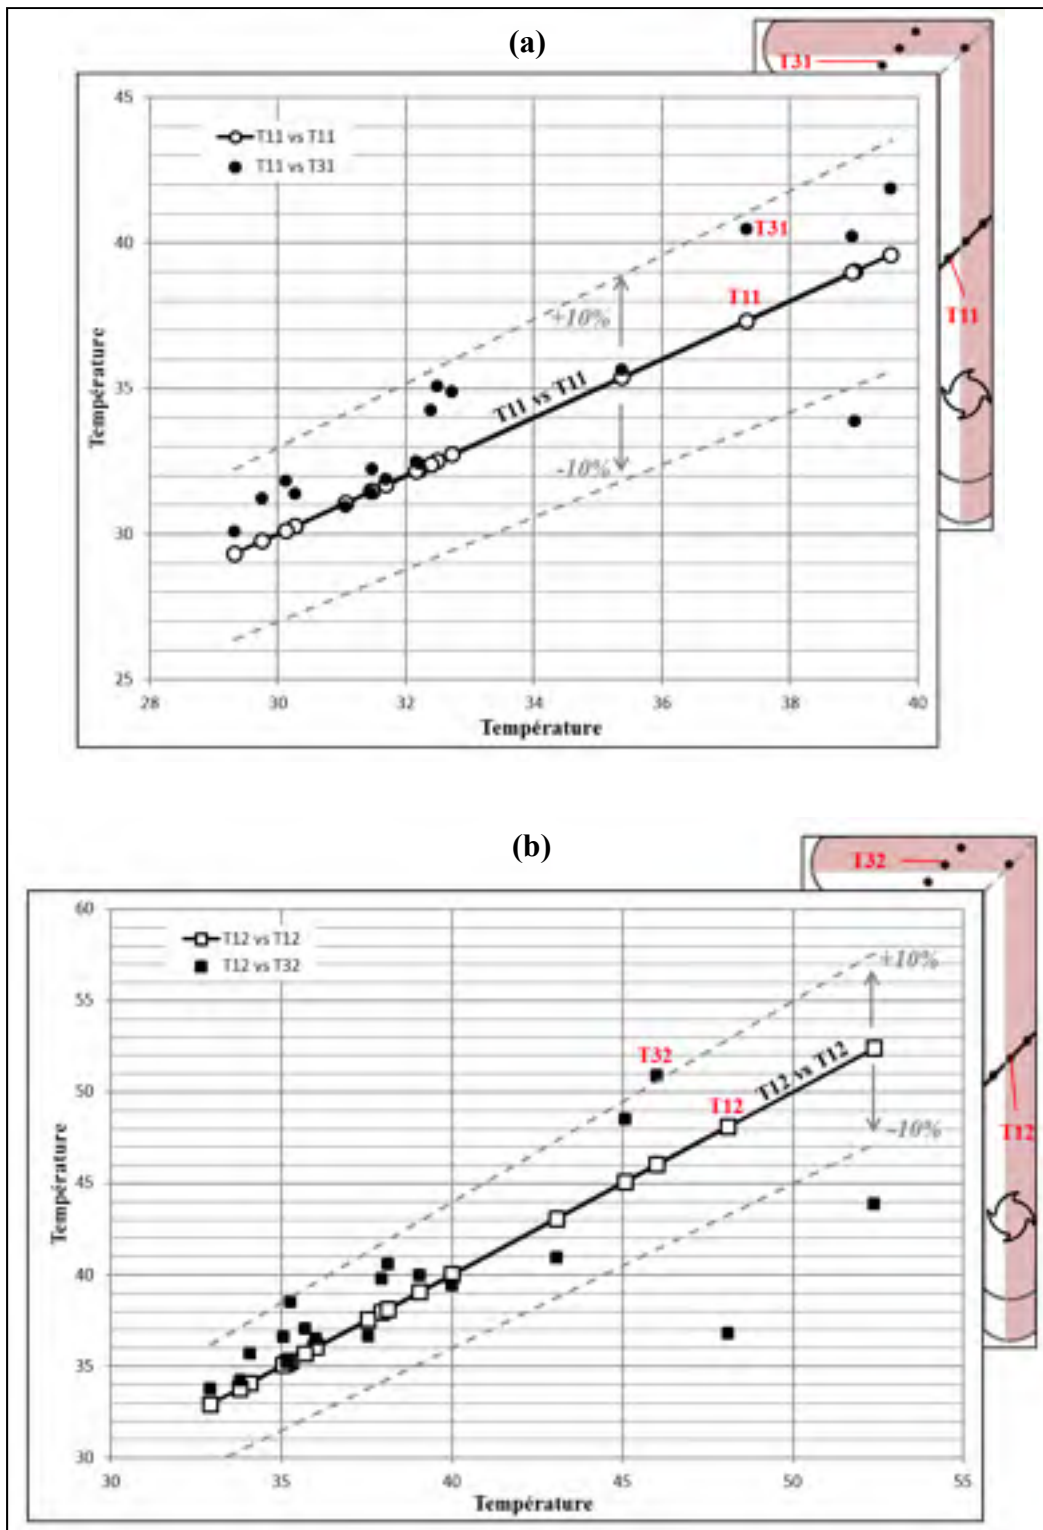 (a)
T31
45
T11 vs T11
T11 vs T31
40
T31
T11
+10%
T11
Température
35
T11 vs T11
-10%
30
25
28 30 32 34 36 38 40
Température
(b)
T32
60
T12 vs T12
T12 vs T32
+10%
55
T32
T12 vs T12
50
T12
-10%
T12
Température
45
40
35
30
30 35 40 45 50 55
Température